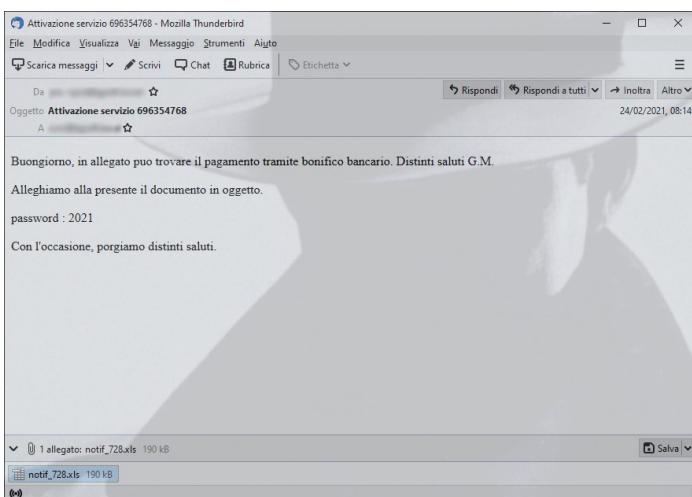 Attivazione servizio 696354768 - Mozilla Thunderbird
File Modifica Visualizza Vai Messaggio Strumenti Aiuto
Scarica messaggi Scrivi Chat Rubrica Etichetta
Da Rispondi Rispondi a tutti Inoltra Altro
Oggetto Attivazione servizio 696354768 24/02/2021, 08:14
A
Buongiorno, in allegato puo trovare il pagamento tramite bonifico bancario. Distinti saluti G.M.
Alleghiamo alla presente il documento in oggetto.
password : 2021
Con l'occasione, porgiamo distinti saluti.
1 allegato: notif_728.xls 190 kB Salva
notif_728.xls 190 kB